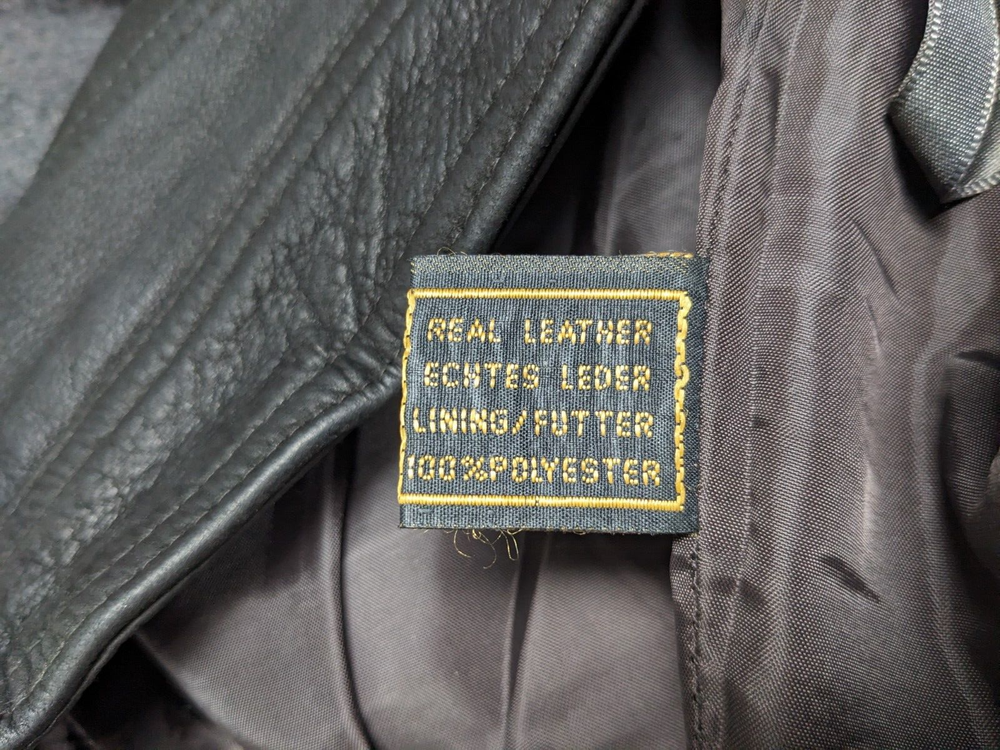 REAL LEATHER
ECHTES LEDER
LINING/FUTTER
100%POLYESTER